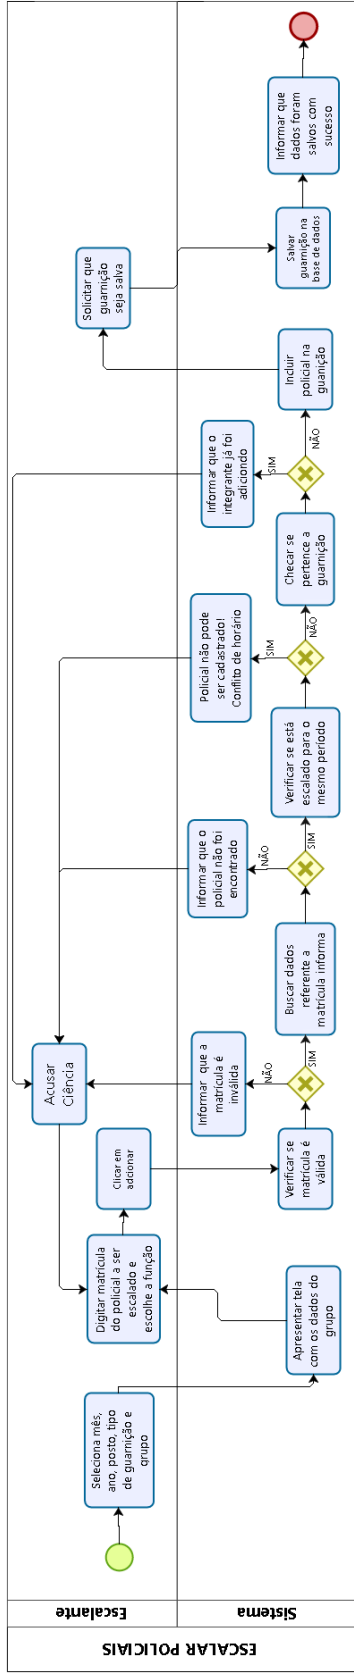 ESCALAR POLICIAIS
Escalante
Sistema
Seleciona mês,
ano, posto, tipo
de guarnição e
grupo
Apresentar tela
com os dados do
grupo
Digitar matrícula
do policial a ser
escalado e
escolhe a função
Clicar em
adcionar
Verificar se
matrícula é
válida
SIM
NÃO
Informar que a
matrícula é
inválida
Acusar
Ciência
Buscar dados
referente a
matrícula informa
SIM
NÃO
Informar que o
policial não foi
encontrado
Verificar se está
escalado para o
mesmo período
NÃO
SIM
Policial não pode
ser cadastrado!
Conflito de horário
Checar se
pertence a
guarnição
NÃO
SIM
Informar que o
integrante já foi
adiciondo
Incluir
policial na
guanição
Solicitar que
guarnição
seja salva
Salvar
guarnição na
base de dados
Informar que
dados foram
salvos com
sucesso